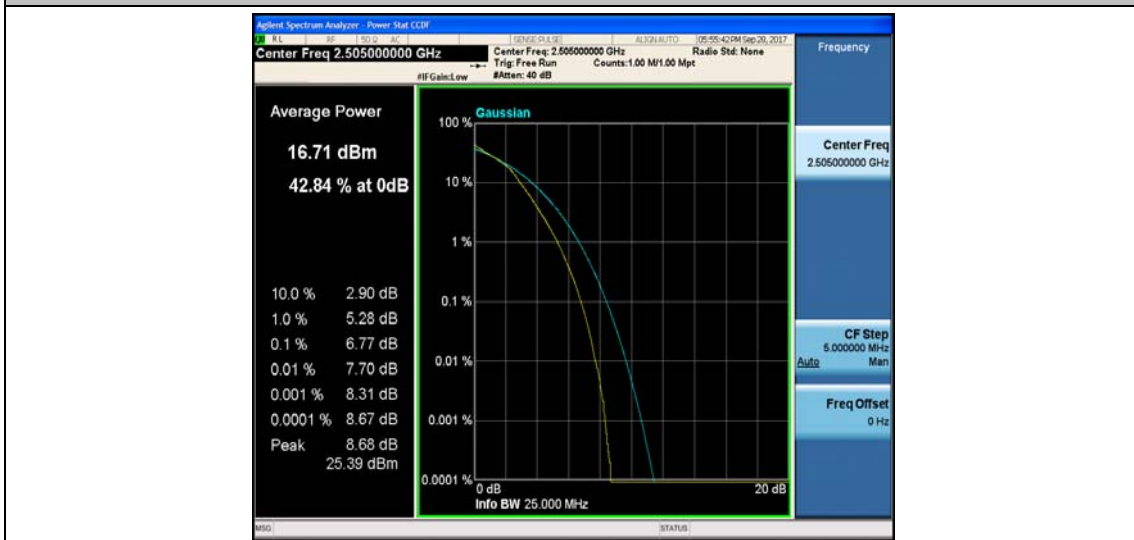 Agilent Spectrum Analyzer - Power Stat CCDF
RL RF 50 Ω AC SENSE:PULSE ALIGN AUTO 05:55:42 PM Sep 20, 2017
Center Freq 2.505000000 GHz
Center Freq: 2.505000000 GHz Radio Std: None
Trig: Free Run Counts:1.00 M/1.00 Mpt
#IFGain:Low #Atten: 40 dB
Frequency
Average Power
16.71 dBm
42.84 % at 0dB
10.0 % 2.90 dB
1.0 % 5.28 dB
0.1 % 6.77 dB
0.01 % 7.70 dB
0.001 % 8.31 dB
0.0001 % 8.67 dB
Peak 8.68 dB
25.39 dBm
Gaussian
100 %
10 %
1 %
0.1 %
0.01 %
0.001 %
0.0001 %
0 dB 20 dB
Info BW 25.000 MHz
Center Freq
2.505000000 GHz
CF Step
5.000000 MHz
Auto Man
Freq Offset
0 Hz
MSG STATUS